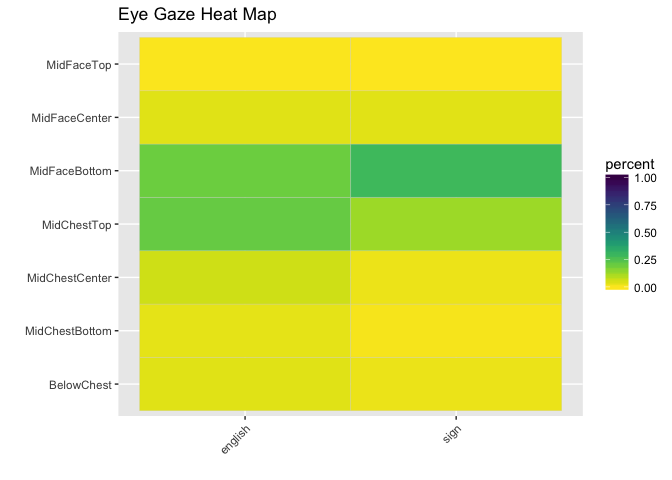 Eye Gaze Heat Map
MidFaceTop
MidFaceCenter
MidFaceBottom
MidChestTop
MidChestCenter
MidChestBottom
BelowChest
english
sign
percent
1.00
0.75
0.50
0.25
0.00